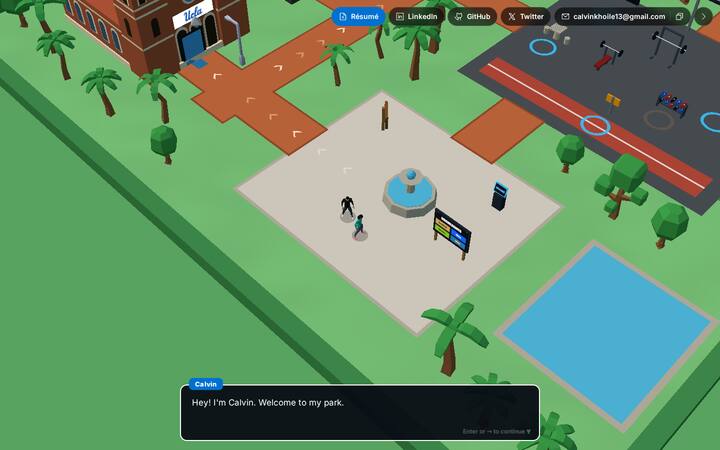 Résumé
LinkedIn
GitHub
Twitter
calvinkhoile13@gmail.com
Ucla
Calvin
Hey! I'm Calvin. Welcome to my park.
Enter or → to continue